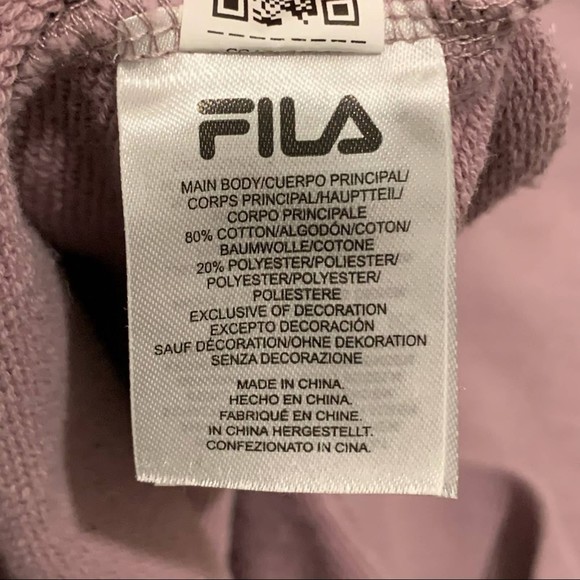 FILA
MAIN BODY/CUERPO PRINCIPAL/
CORPS PRINCIPAL/HAUPTTEIL/
CORPO PRINCIPALE
80% COTTON/ALGODÓN/COTON/
BAUMWOLLE/COTONE
20% POLYESTER/POLIESTER/
POLYESTER/POLYESTER/
POLIESTERE
EXCLUSIVE OF DECORATION
EXCEPTO DECORACIÓN
SAUF DÉCORATION/OHNE DEKORATION
SENZA DECORAZIONE
MADE IN CHINA.
HECHO EN CHINA.
FABRIQUÉ EN CHINE.
IN CHINA HERGESTELLT.
CONFEZIONATO IN CINA.